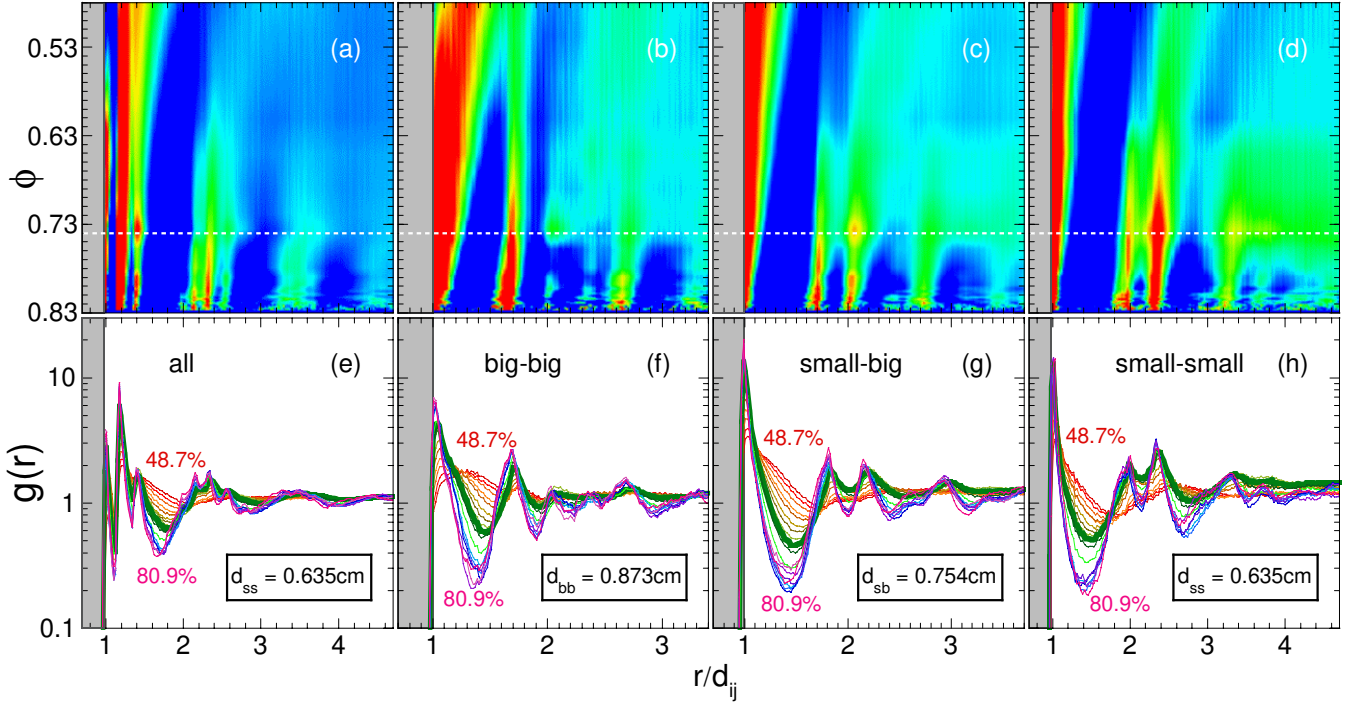 (a) (b) (c) (d)
0.53
0.63
ϕ
0.73
0.83
all (e) big-big (f) small-big (g) small-small (h)
10
48.7% 48.7% 48.7% 48.7%
g(r)
1
80.9% 80.9% 80.9% 80.9%
d_ss = 0.635cm d_bb = 0.873cm d_sb = 0.754cm d_ss = 0.635cm
0.1
1 2 3 4 1 2 3 1 2 3 1 2 3 4
r/d_ij